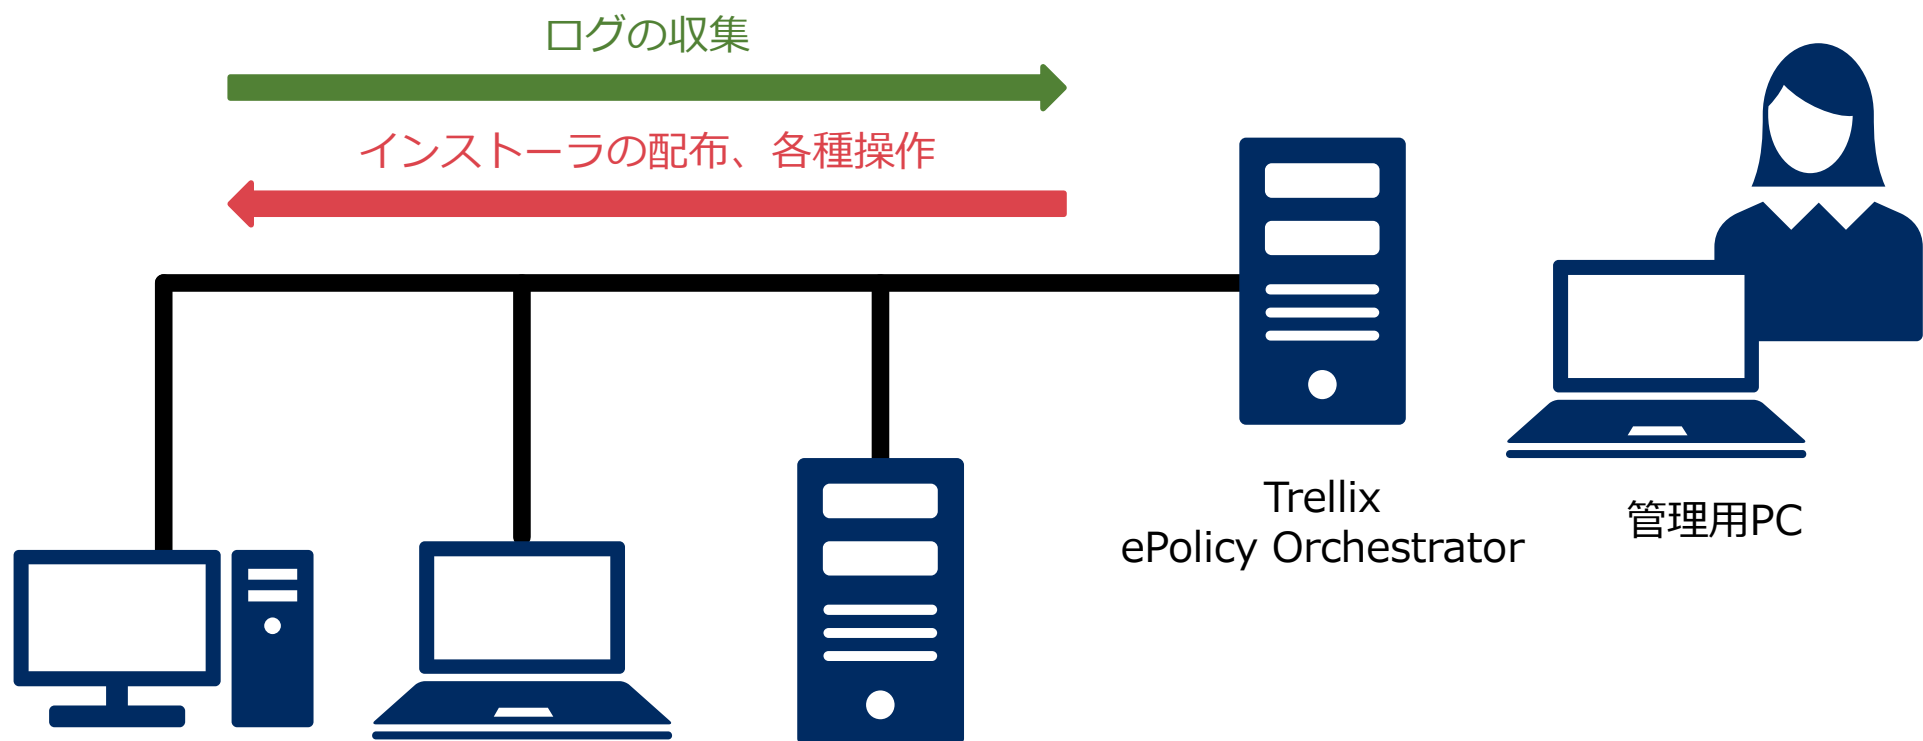 ログの収集
インストーラの配布、各種操作
Trellix
ePolicy Orchestrator
管理用PC